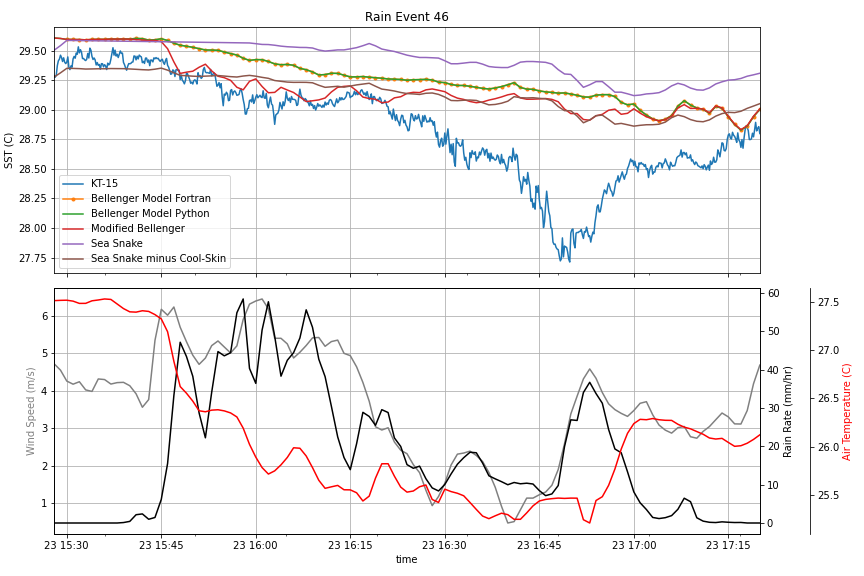 Rain Event 46
29.50
29.25
29.00
28.75
28.50
28.25
28.00
27.75
SST (C)
KT-15
Bellenger Model Fortran
Bellenger Model Python
Modified Bellenger
Sea Snake
Sea Snake minus Cool-Skin
6
5
4
3
2
1
Wind Speed (m/s)
60
50
40
30
20
10
0
Rain Rate (mm/hr)
27.5
27.0
26.5
26.0
25.5
Air Temperature (C)
23 15:30
23 15:45
23 16:00
23 16:15
23 16:30
23 16:45
23 17:00
23 17:15
time